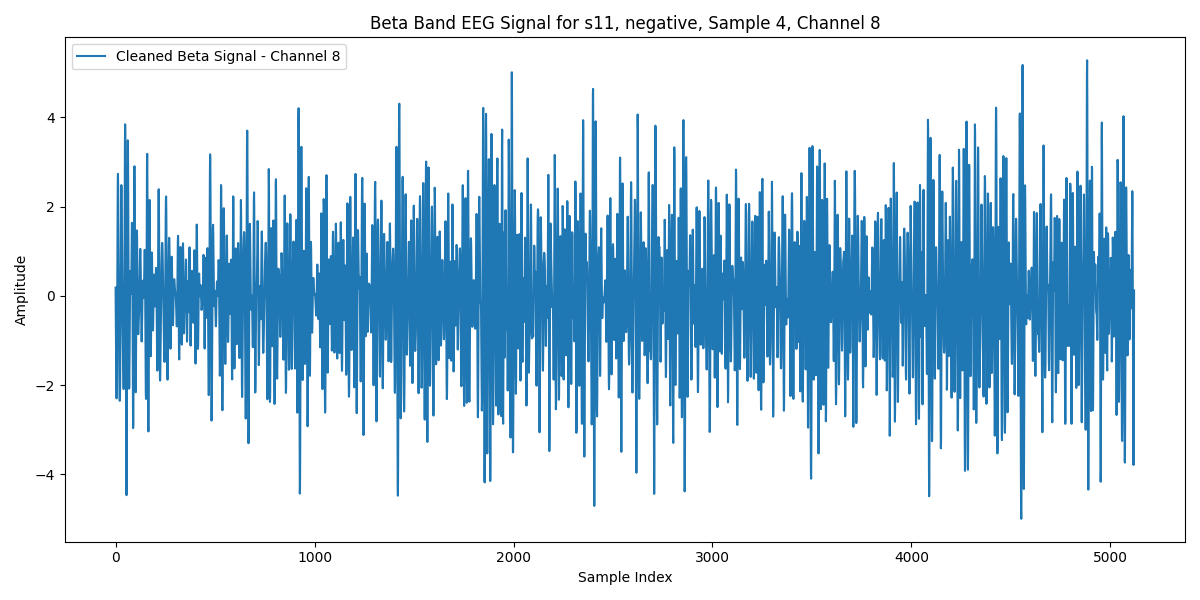 Beta Band EEG Signal for s11, negative, Sample 4, Channel 8
Cleaned Beta Signal - Channel 8
Amplitude
4
2
0
−2
−4
0 1000 2000 3000 4000 5000
Sample Index